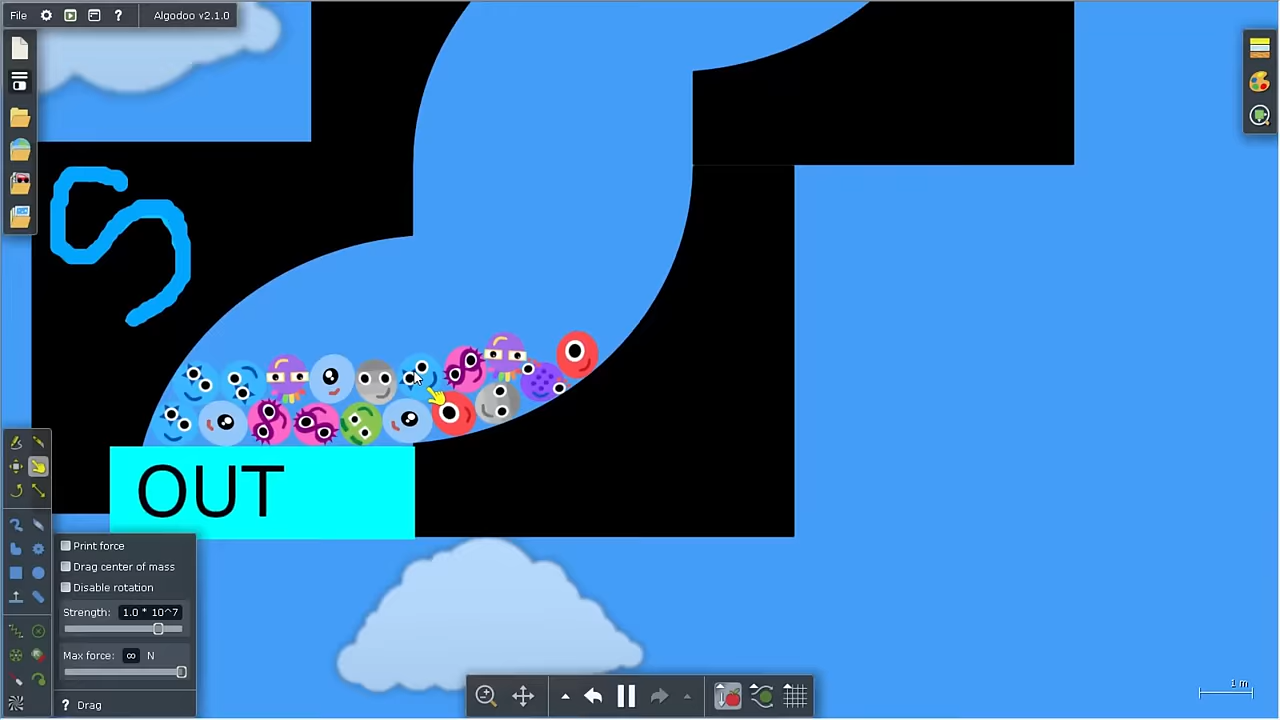 File ? Algodoo v2.1.0
S
OUT
Print force
Drag center of mass
Disable rotation
Strength: 1.0 * 10^7
Max force: ∞ N
? Drag
1 m